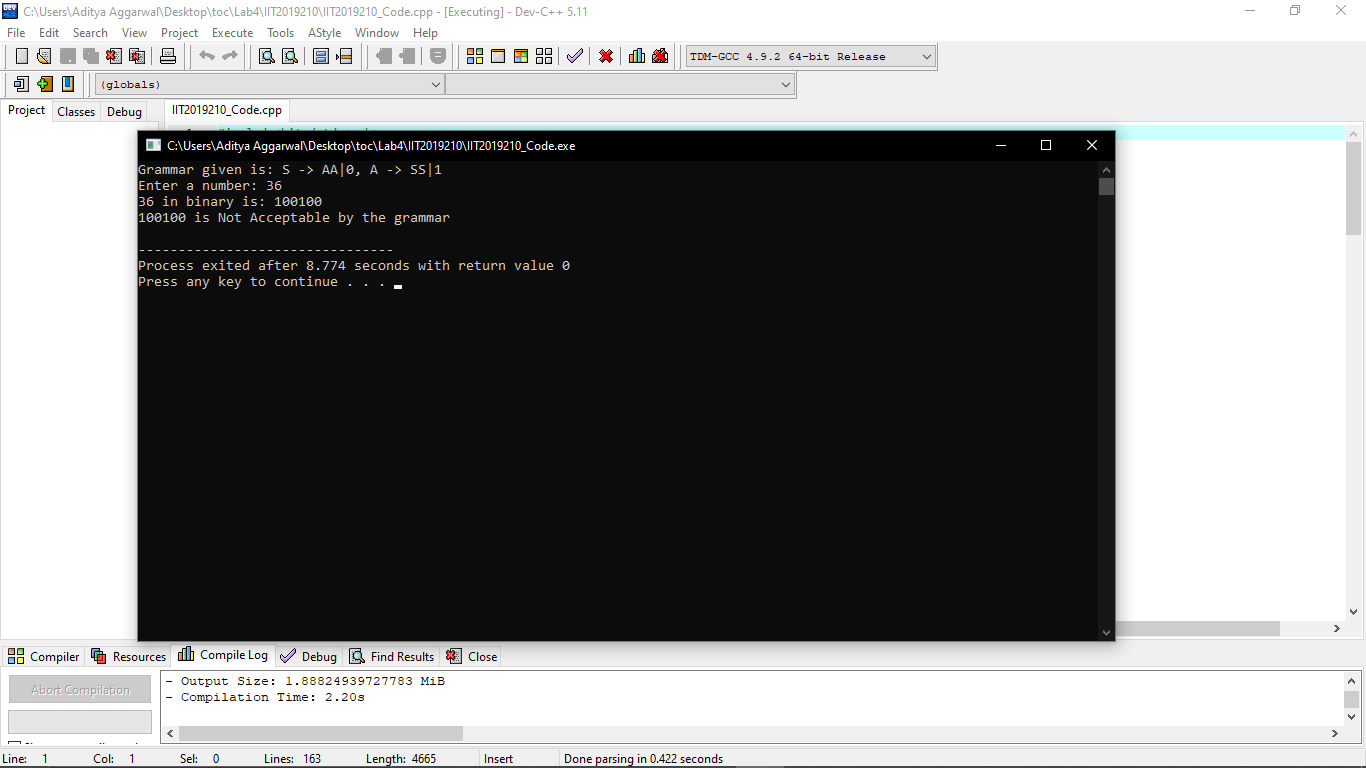 C:\Users\Aditya Aggarwal\Desktop\toc\Lab4\IIT2019210\IIT2019210_Code.cpp - [Executing] - Dev-C++ 5.11
File Edit Search View Project Execute Tools AStyle Window Help
TDM-GCC 4.9.2 64-bit Release
(globals)
Project Classes Debug IIT2019210_Code.cpp
C:\Users\Aditya Aggarwal\Desktop\toc\Lab4\IIT2019210\IIT2019210_Code.exe
Grammar given is: S -> AA|0, A -> SS|1
Enter a number: 36
36 in binary is: 100100
100100 is Not Acceptable by the grammar
--------------------------------
Process exited after 8.774 seconds with return value 0
Press any key to continue . . .
Compiler Resources Compile Log Debug Find Results Close
Abort Compilation
- Output Size: 1.88824939727783 MiB
- Compilation Time: 2.20s
Line: 1 Col: 1 Sel: 0 Lines: 163 Length: 4665 Insert Done parsing in 0.422 seconds